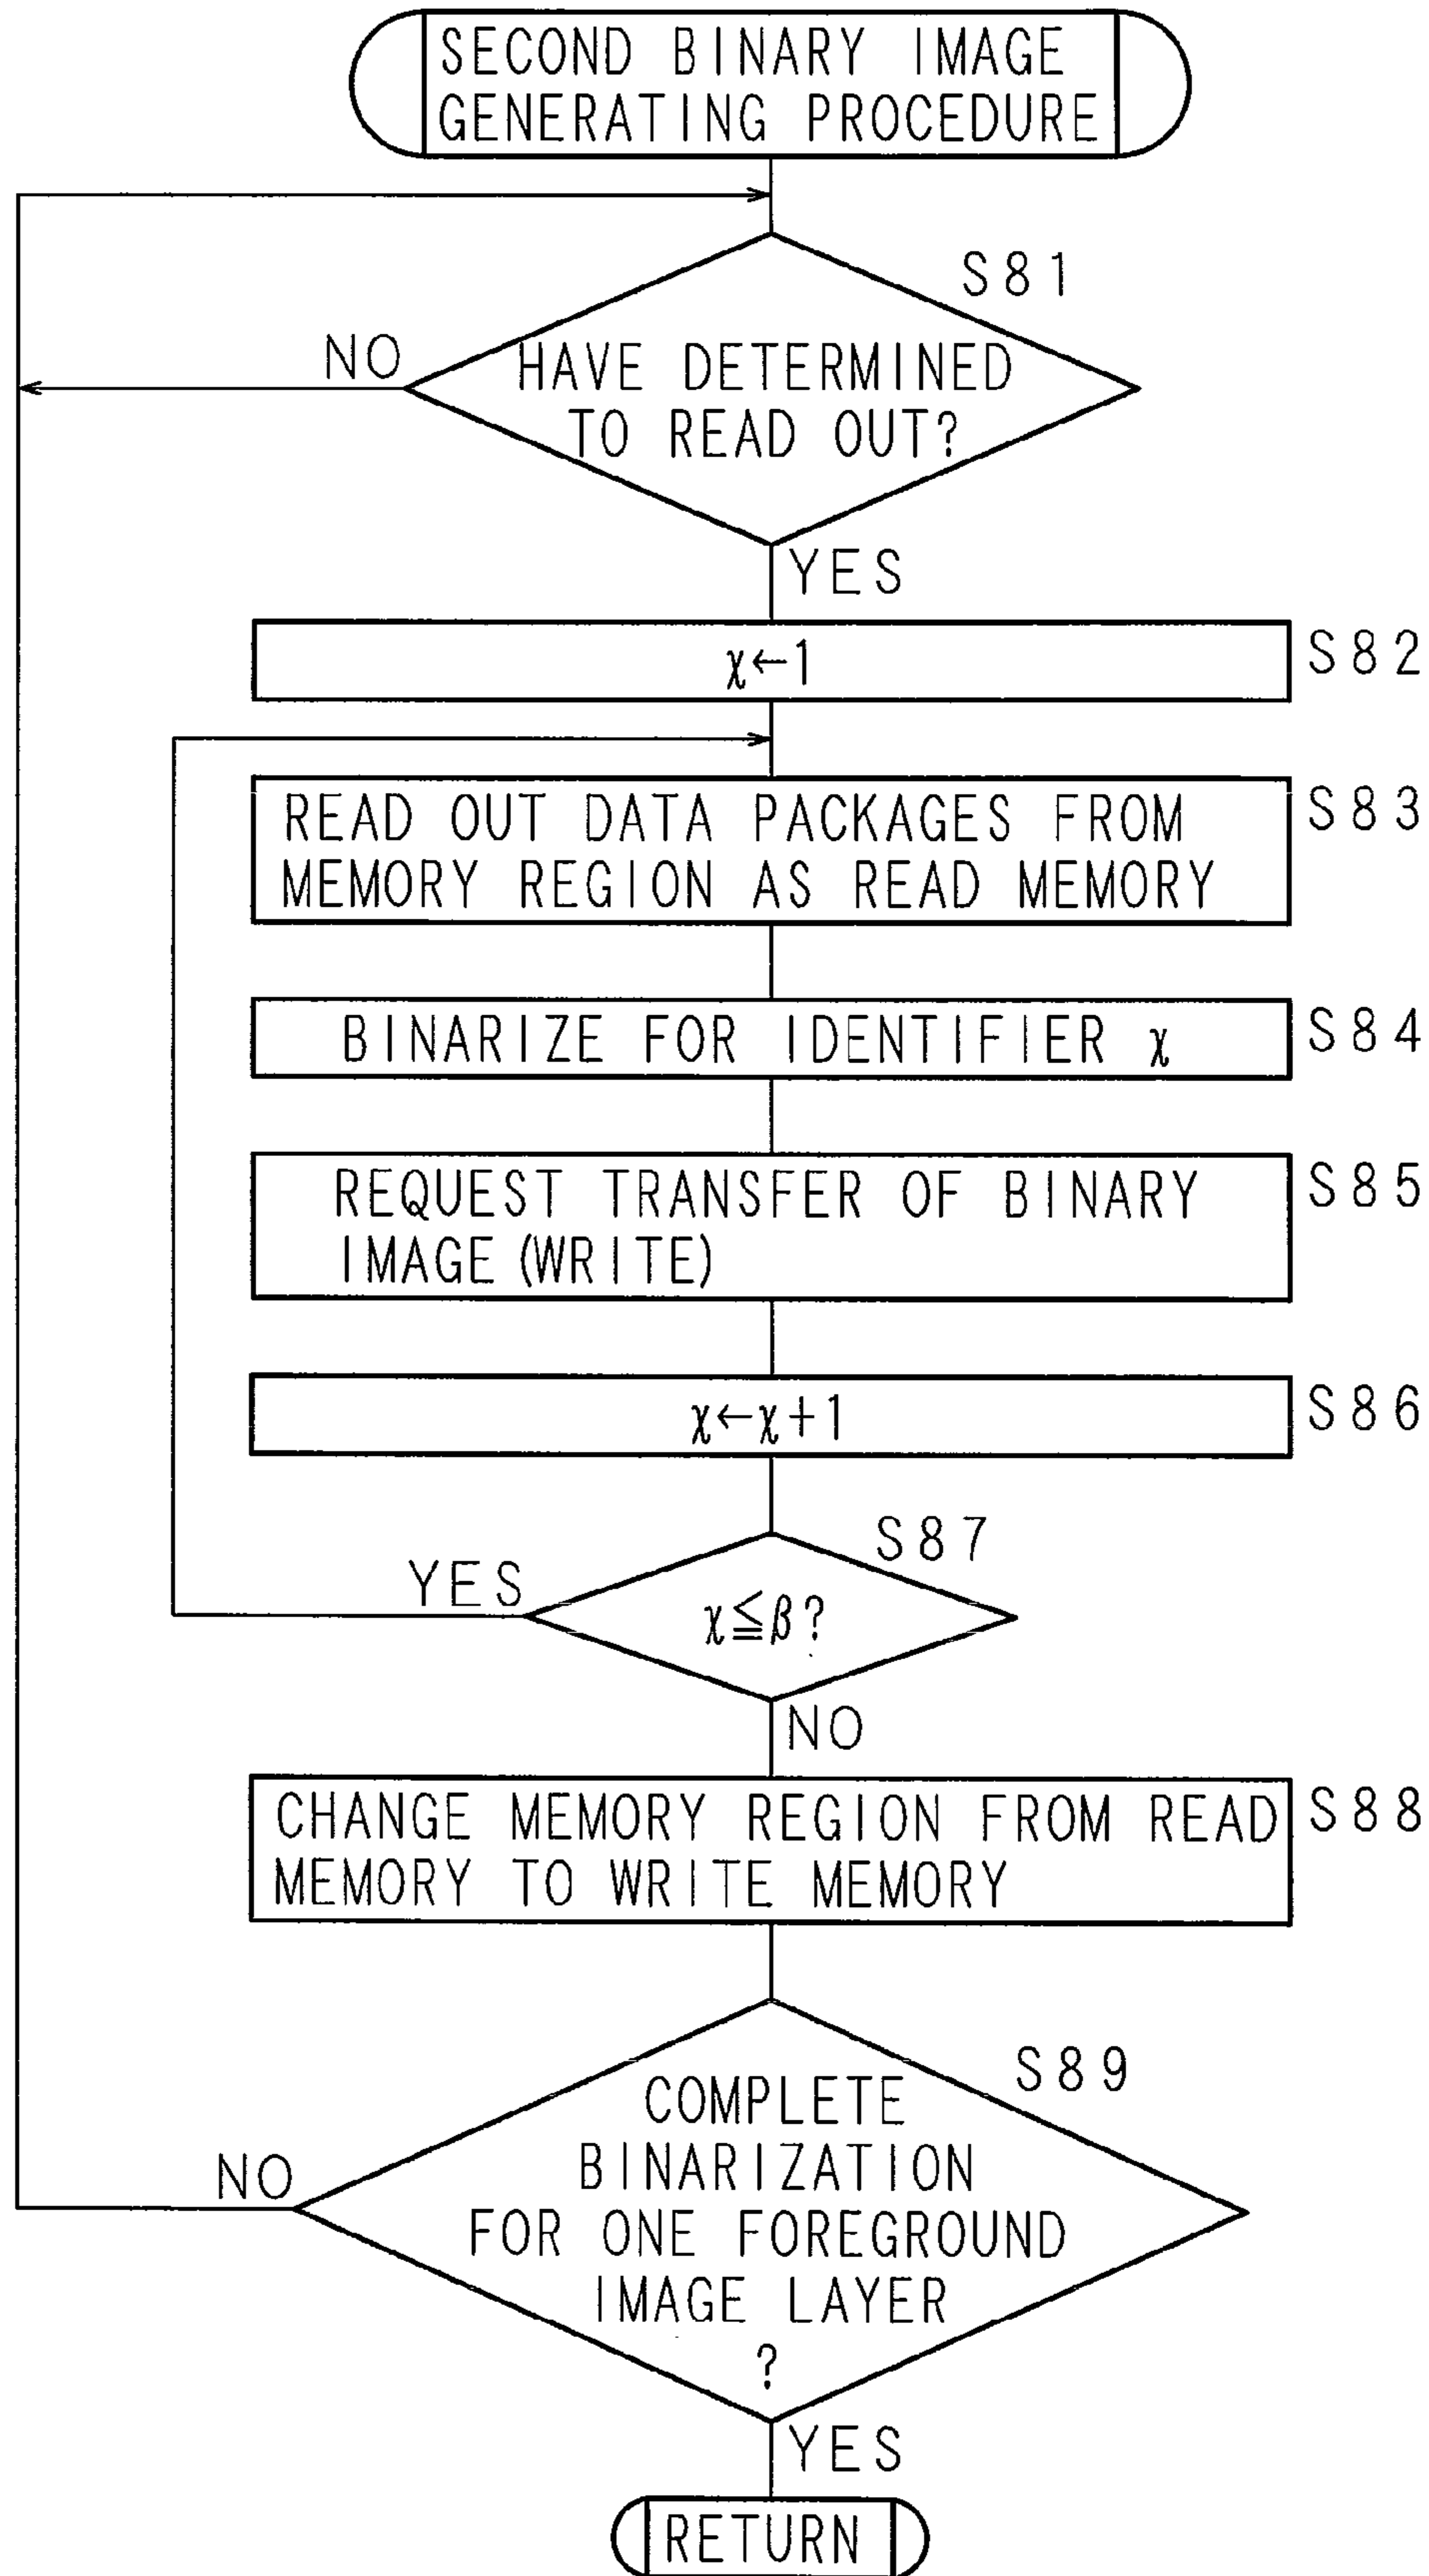 SECOND BINARY IMAGE
GENERATING PROCEDURE
S81
NO
HAVE DETERMINED
TO READ OUT?
YES
χ←1
S82
READ OUT DATA PACKAGES FROM
MEMORY REGION AS READ MEMORY
S83
BINARIZE FOR IDENTIFIER χ
S84
REQUEST TRANSFER OF BINARY
IMAGE (WRITE)
S85
χ←χ+1
S86
S87
YES
χ≦β?
NO
CHANGE MEMORY REGION FROM READ
MEMORY TO WRITE MEMORY
S88
S89
COMPLETE
BINARIZATION
NO
FOR ONE FOREGROUND
IMAGE LAYER
?
YES
RETURN